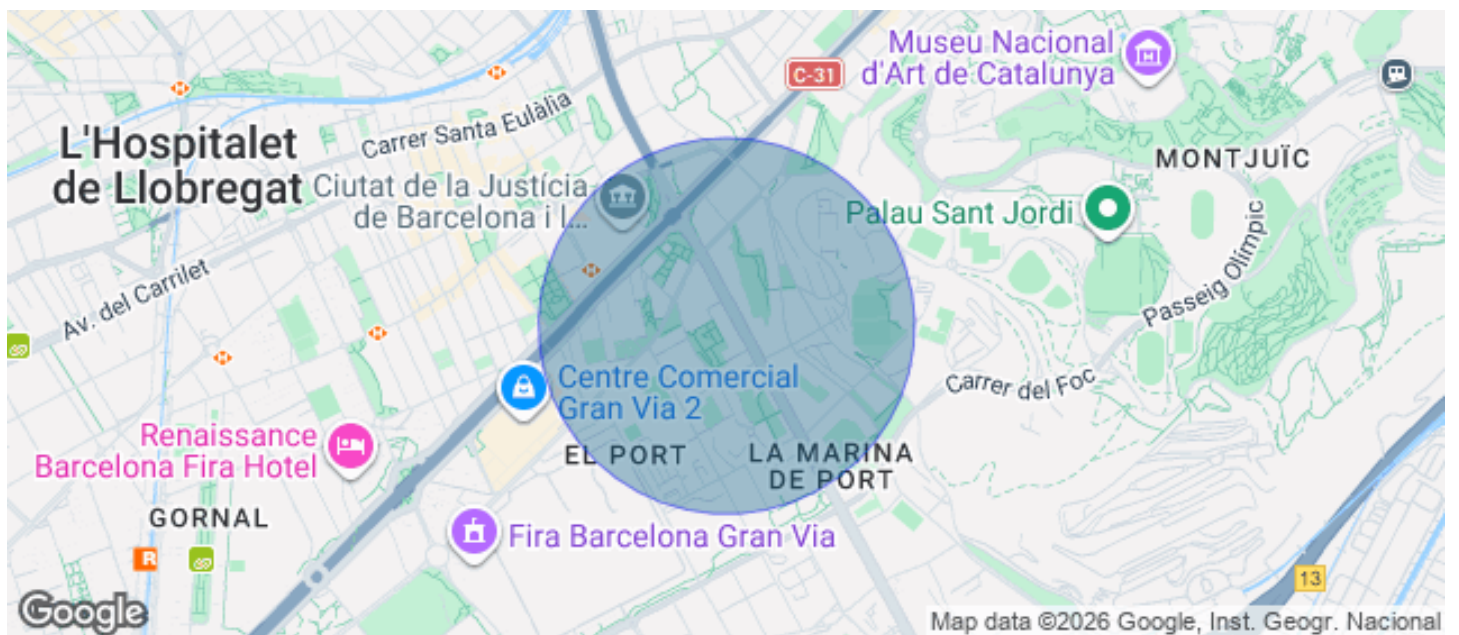 Museu Nacional
d'Art de Catalunya
C-31
Carrer Santa Eulàlia
L'Hospitalet
de Llobregat
MONTJUÏC
Ciutat de la Justícia
de Barcelona i l...
Palau Sant Jordi
Passeig Olímpic
Av. del Carrilet
Centre Comercial
Gran Via 2
Carrer del Foc
Renaissance
Barcelona Fira Hotel
EL PORT
LA MARINA
DE PORT
GORNAL
Fira Barcelona Gran Via
R
13
Google
Map data ©2026 Google, Inst. Geogr. Nacional